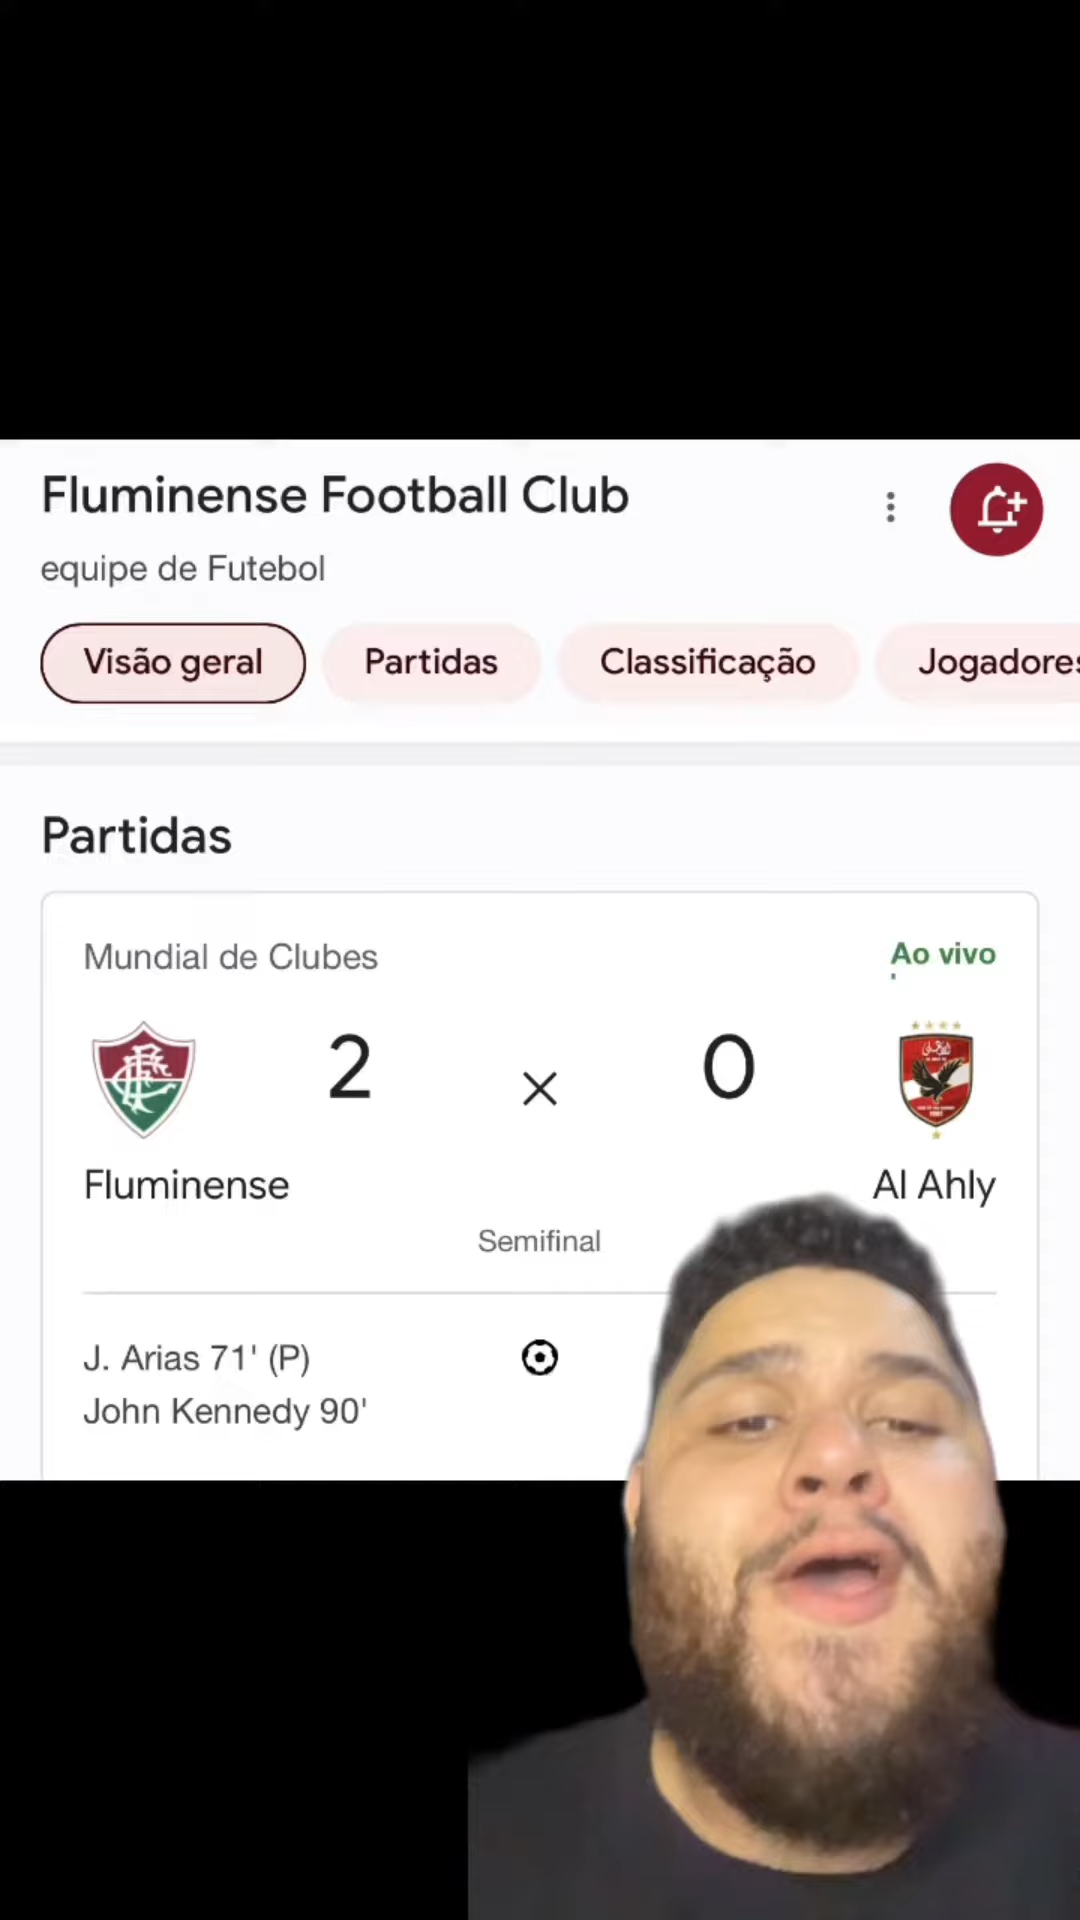 Fluminense Football Club
equipe de Futebol
Visão geral
Partidas
Classificação
Jogadores
Partidas
Mundial de Clubes
Ao vivo
2 × 0
Fluminense
Al Ahly
Semifinal
J. Arias 71' (P)
John Kennedy 90'